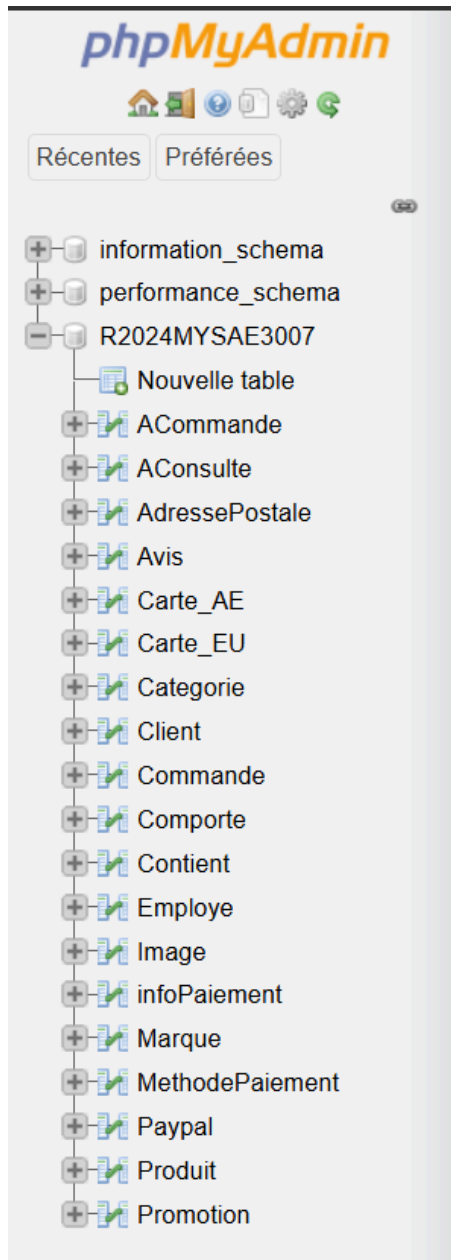 phpMyAdmin
Récentes Préférées
information_schema
performance_schema
R2024MYSAE3007
Nouvelle table
ACommande
AConsulte
AdressePostale
Avis
Carte_AE
Carte_EU
Categorie
Client
Commande
Comporte
Contient
Employe
Image
infoPaiement
Marque
MethodePaiement
Paypal
Produit
Promotion